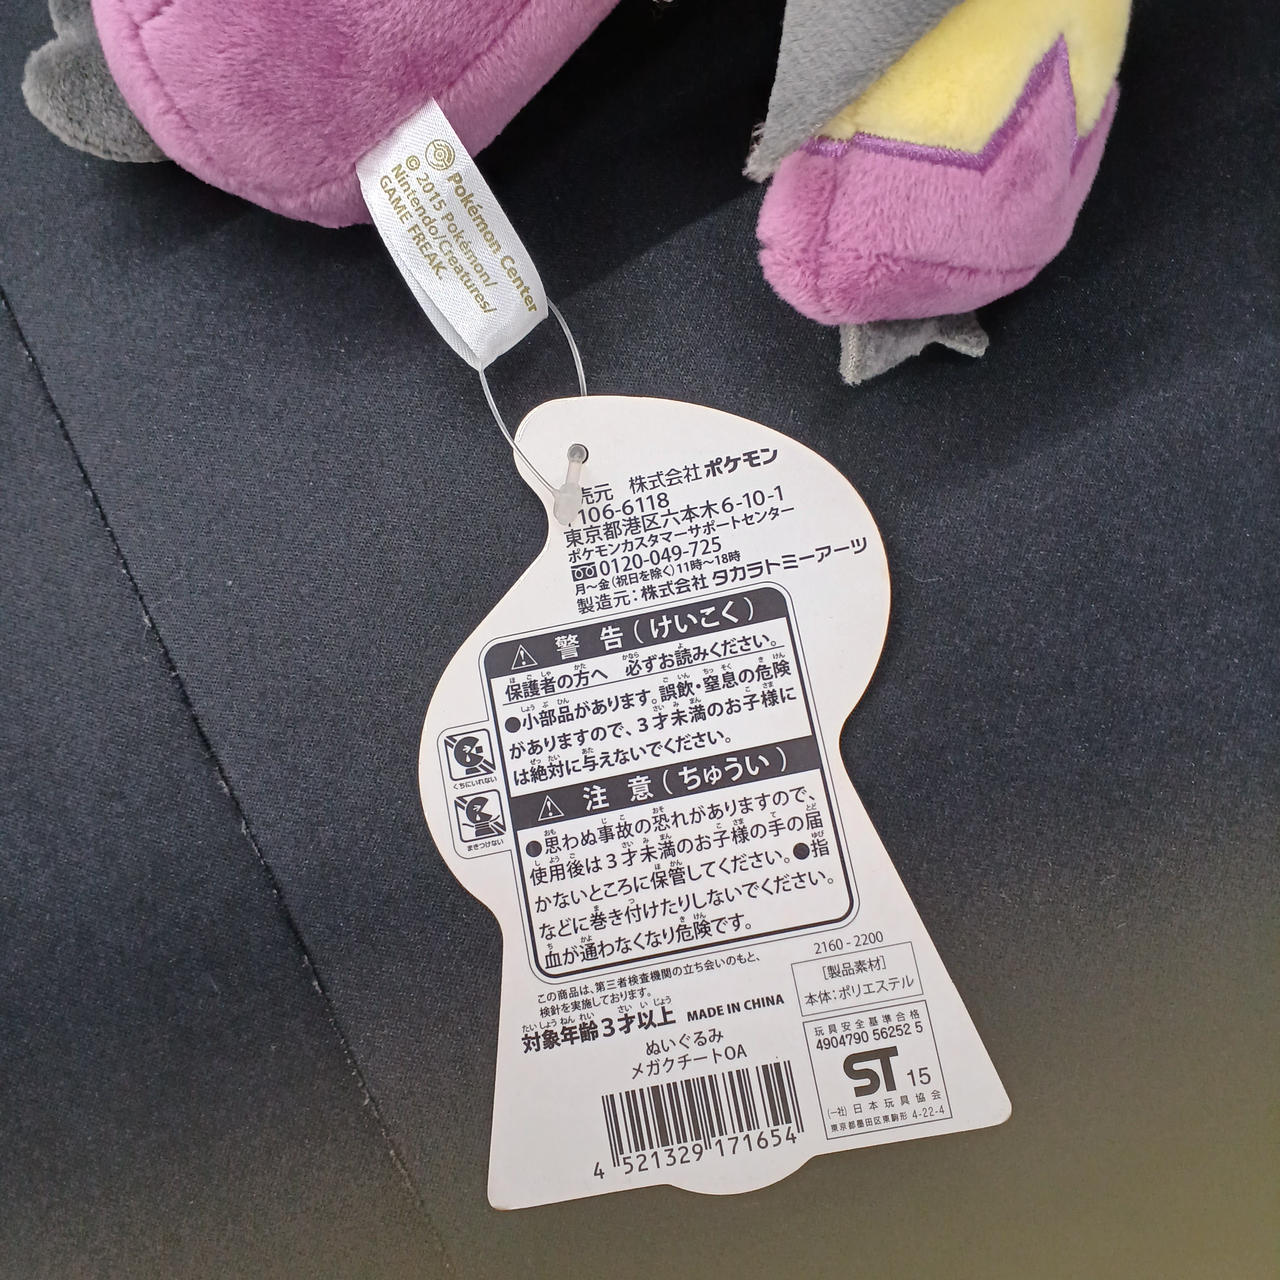 Pokémon Center
© 2015 Pokémon/
Nintendo/Creatures/
GAME FREAK
売元 株式会社ポケモン
〒106-6118
東京都港区六本木6-10-1
ポケモンカスタマーサポートセンター
0120-049-725
月～金(祝日を除く)11時～18時
製造元：株式会社 タカラトミーアーツ
⚠ 警告(けいこく)
保護者の方へ 必ずお読みください。
●小部品があります。誤飲・窒息の危険
がありますので、3才未満のお子様に
は絶対に与えないでください。
くちにいれない
⚠ 注意(ちゅうい)
●思わぬ事故の恐れがありますので、
使用後は3才未満のお子様の手の届
かないところに保管してください。●指
などに巻き付けたりしないでください。
血が通わなくなり危険です。
まきつけない
この商品は、第三者検査機関の立ち会いのもと、
検針を実施しております。
対象年齢3才以上 MADE IN CHINA
ぬいぐるみ
メガクチートOA
4 521329 171654
2160-2200
[製品素材]
本体：ポリエステル
玩具安全基準合格
4904790 56252 5
ST 15
(一社)日本玩具協会
東京都墨田区東駒形 4-22-4